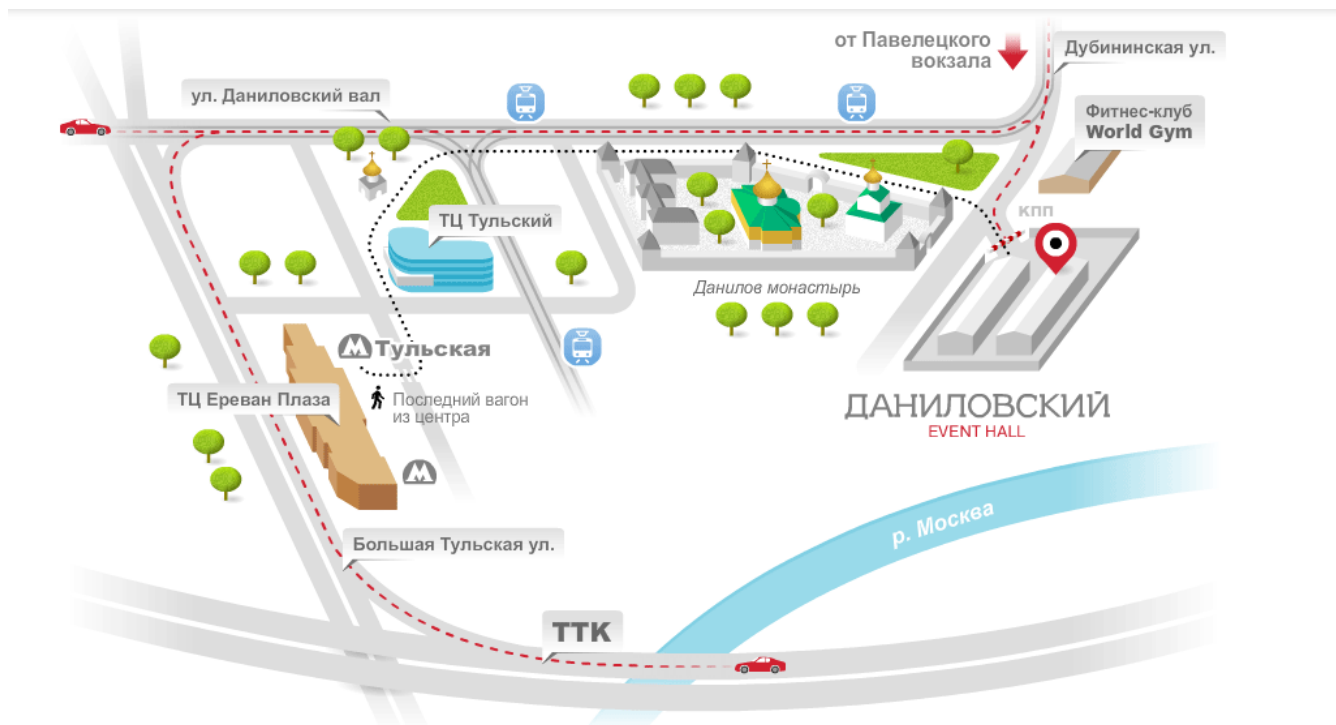 от Павелецкого
вокзала
Дубининская ул.
ул. Даниловский вал
Фитнес-клуб
World Gym
ТЦ Тульский
КПП
Данилов монастырь
М Тульская
ТЦ Ереван Плаза
Последний вагон
из центра
ДАНИЛОВСКИЙ
EVENT HALL
М
р. Москва
Большая Тульская ул.
ТТК